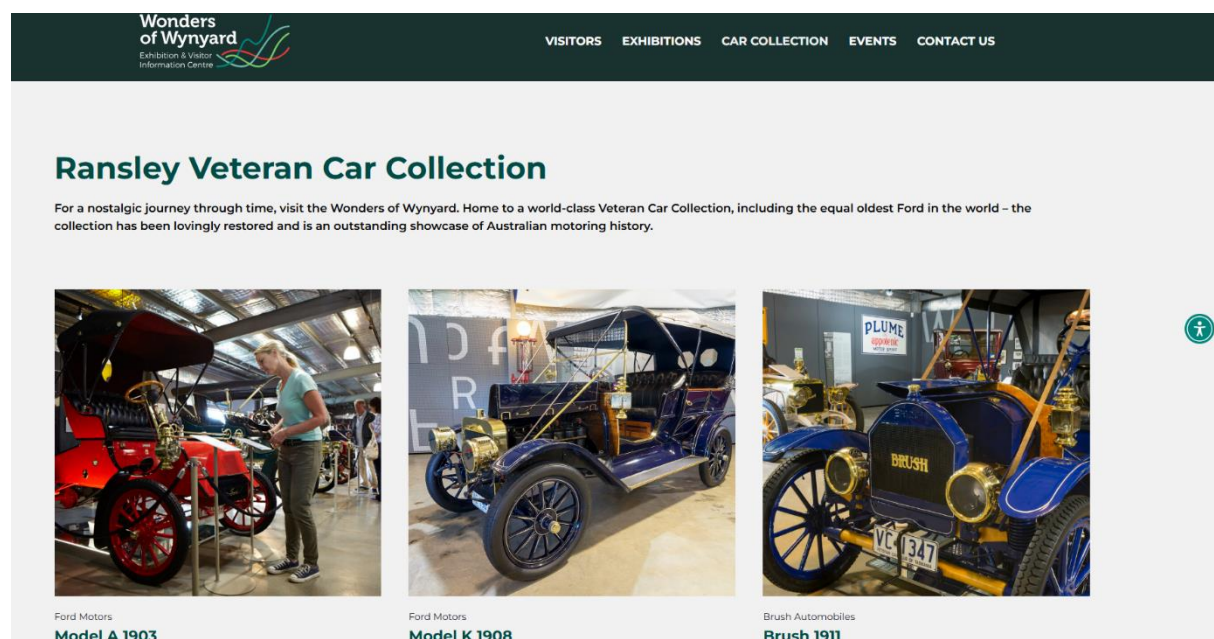 Wonders
of Wynyard
Exhibition & Visitor
Information Centre
VISITORS EXHIBITIONS CAR COLLECTION EVENTS CONTACT US
Ransley Veteran Car Collection
For a nostalgic journey through time, visit the Wonders of Wynyard. Home to a world-class Veteran Car Collection, including the equal oldest Ford in the world – the
collection has been lovingly restored and is an outstanding showcase of Australian motoring history.
PLUME
BRUSH
VC 1347
Ford Motors
Model A 1903
Ford Motors
Model K 1908
Brush Automobiles
Brush 1911